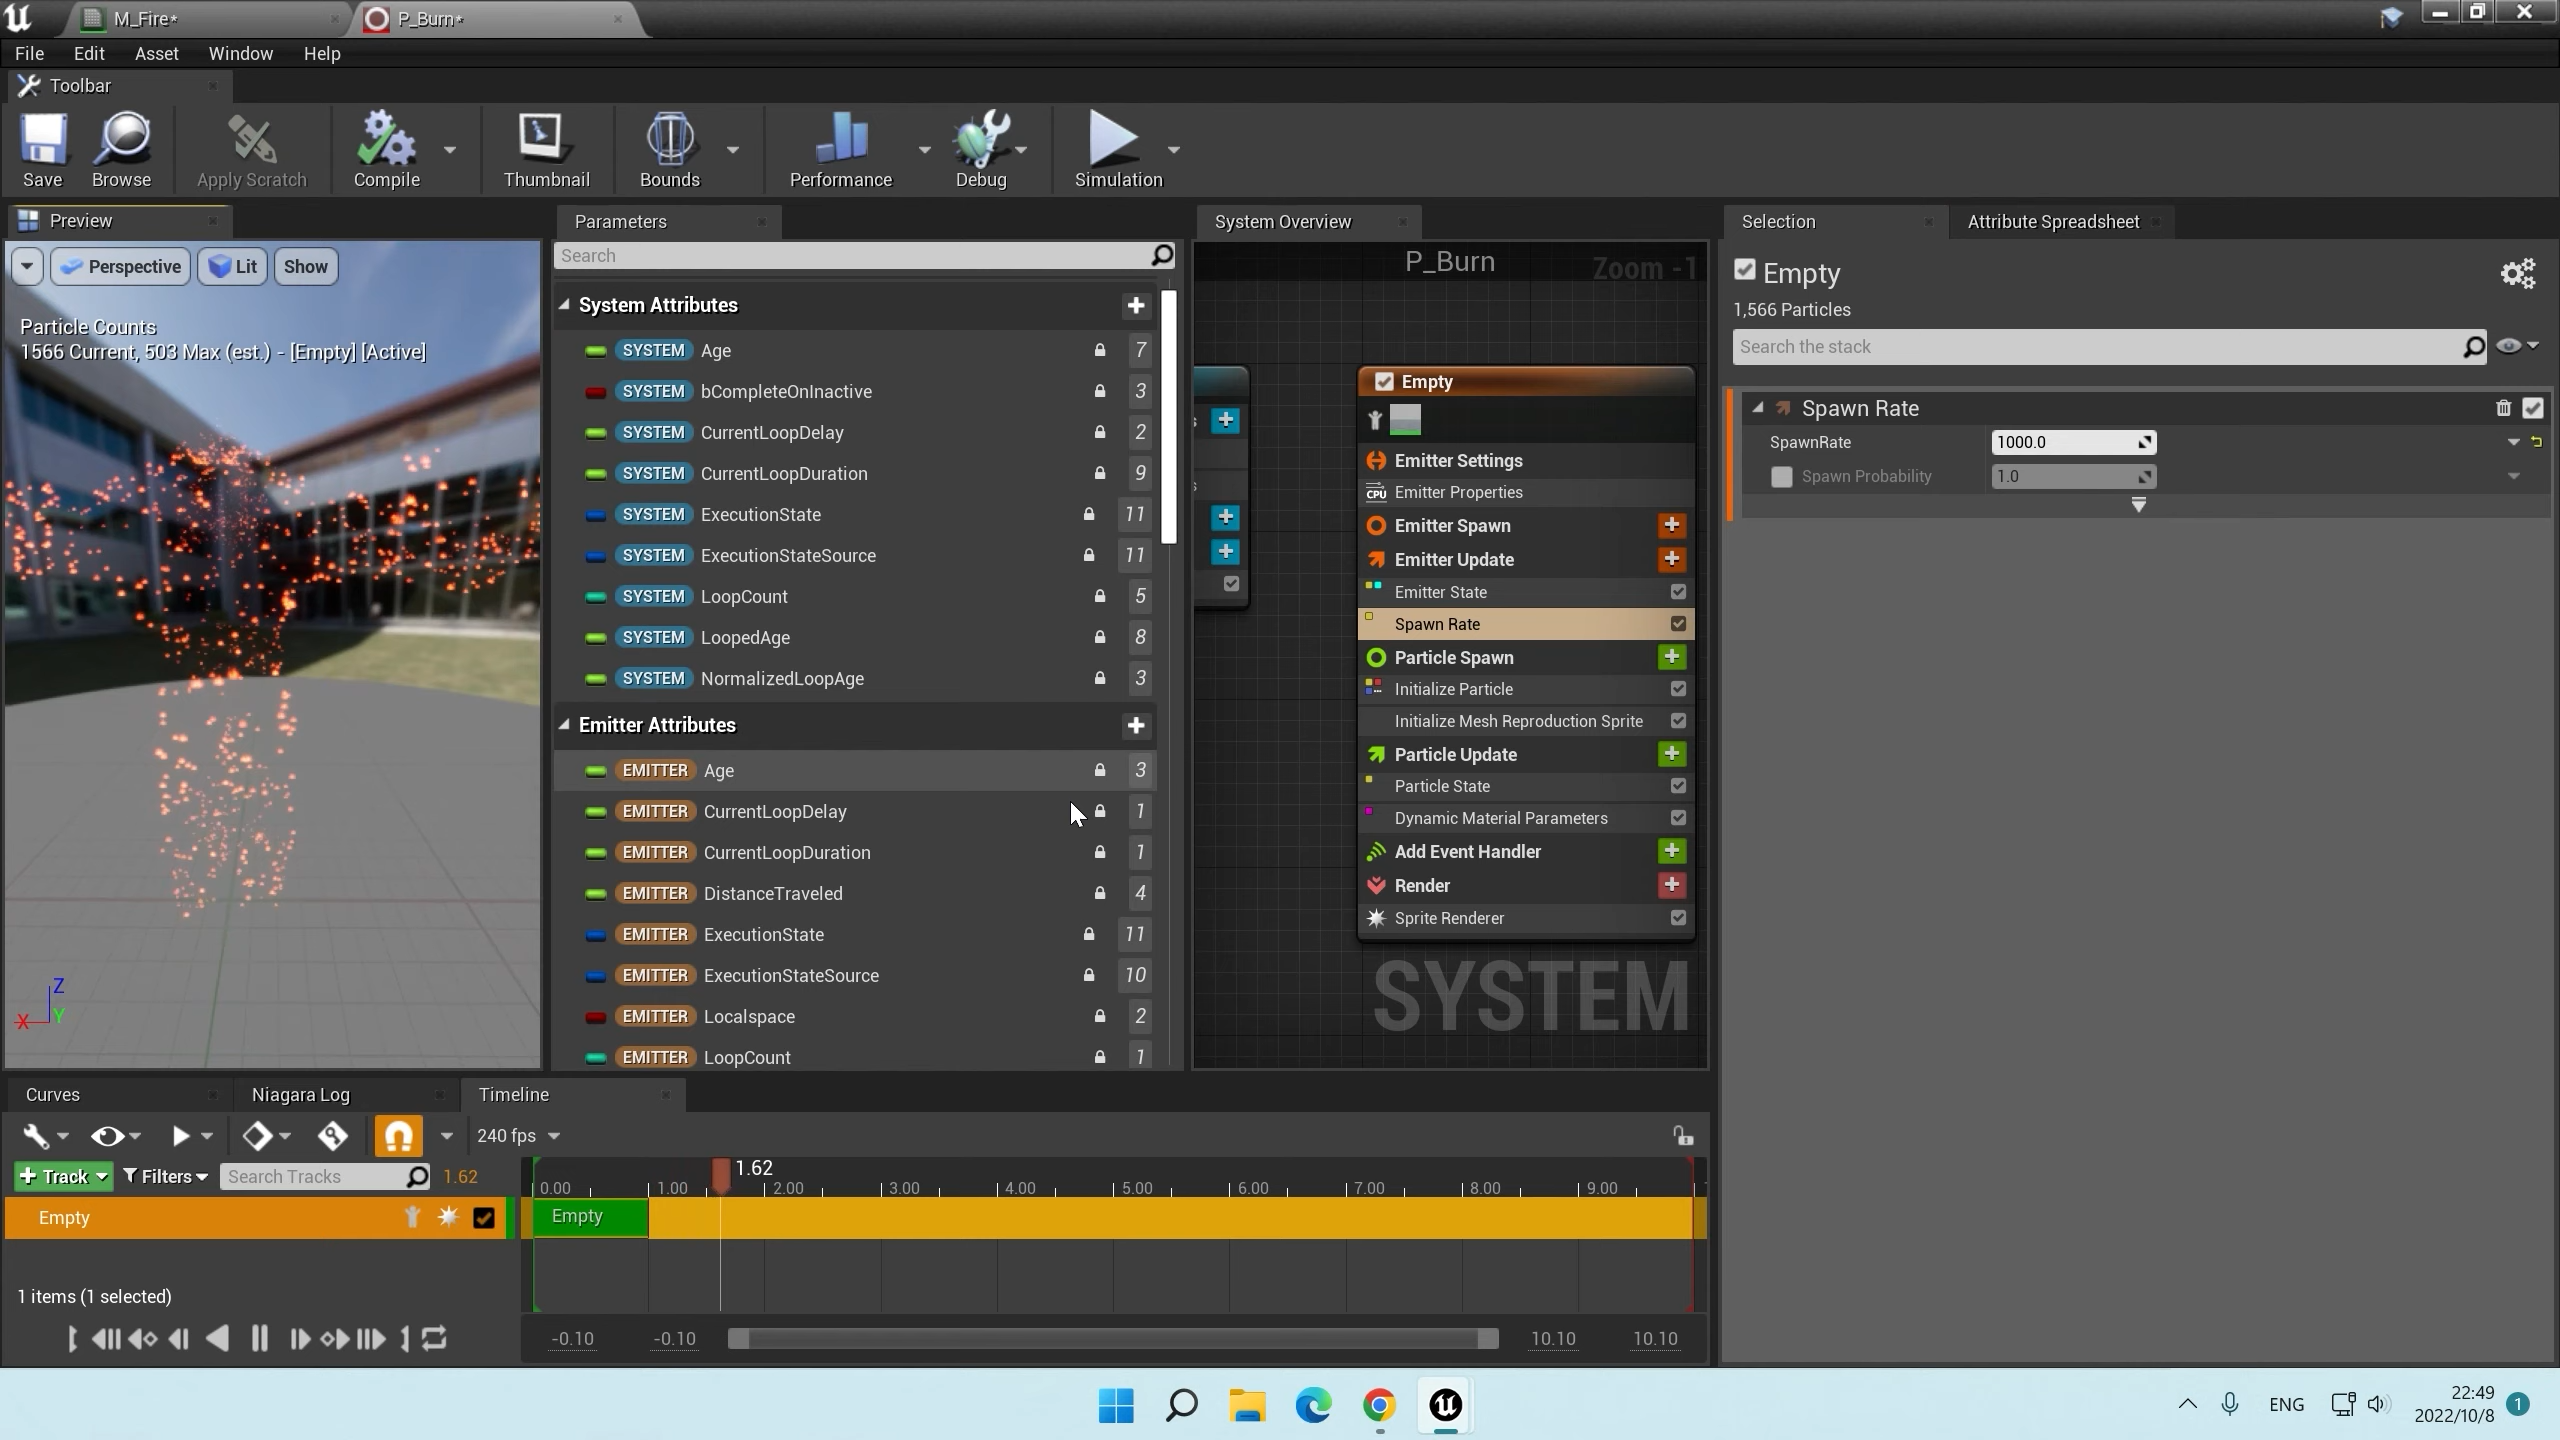 M_Fire*
P_Burn*
File Edit Asset Window Help
Toolbar
Save
Browse
Apply Scratch
Compile
Thumbnail
Bounds
Performance
Debug
Simulation
Preview
Perspective
Lit
Show
Particle Counts
1566 Current, 503 Max (est.) - [Empty] [Active]
Z
X
Y
Parameters
Search
System Attributes
SYSTEM Age 7
SYSTEM bCompleteOnInactive 3
SYSTEM CurrentLoopDelay 2
SYSTEM CurrentLoopDuration 9
SYSTEM ExecutionState 11
SYSTEM ExecutionStateSource 11
SYSTEM LoopCount 5
SYSTEM LoopedAge 8
SYSTEM NormalizedLoopAge 3
Emitter Attributes
EMITTER Age 3
EMITTER CurrentLoopDelay 1
EMITTER CurrentLoopDuration 1
EMITTER DistanceTraveled 4
EMITTER ExecutionState 11
EMITTER ExecutionStateSource 10
EMITTER Localspace 2
EMITTER LoopCount 1
System Overview
P_Burn
Zoom -1
s
s
Empty
Emitter Settings
CPU Emitter Properties
Emitter Spawn
Emitter Update
Emitter State
Spawn Rate
Particle Spawn
Initialize Particle
Initialize Mesh Reproduction Sprite
Particle Update
Particle State
Dynamic Material Parameters
Add Event Handler
Render
Sprite Renderer
SYSTEM
Selection
Attribute Spreadsheet
Empty
1,566 Particles
Search the stack
Spawn Rate
SpawnRate 1000.0
Spawn Probability 1.0
Curves
Niagara Log
Timeline
240 fps
Track
Filters
Search Tracks
1.62
1.62
0.00 1.00 2.00 3.00 4.00 5.00 6.00 7.00 8.00 9.00
Empty
Empty
1 items (1 selected)
-0.10 -0.10 10.10 10.10
ENG
22:49
2022/10/8
1